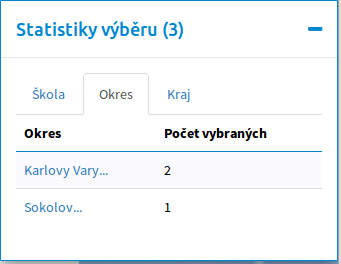 Statistiky výběru (3)
Škola Okres Kraj
Okres Počet vybraných
Karlovy Vary... 2
Sokolov... 1